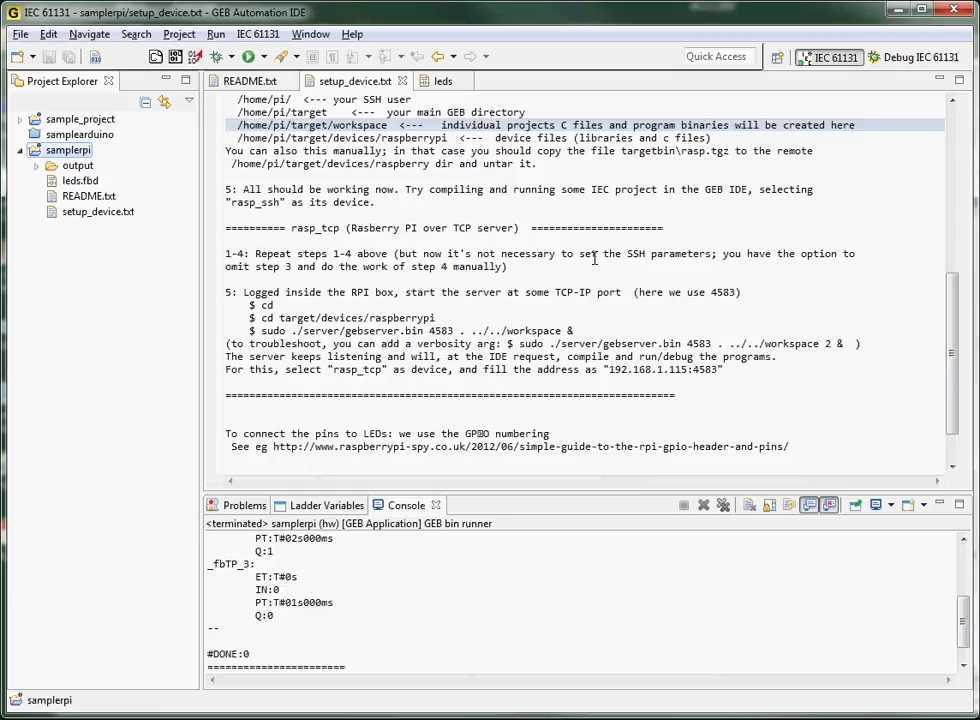 IEC 61131 - samplerpi/setup_device.txt - GEB Automation IDE
File Edit Navigate Search Project Run IEC 61131 Window Help
Quick Access
IEC 61131
Debug IEC 61131
Project Explorer
README.txt
setup_device.txt
leds
sample_project
samplearduino
samplerpi
output
leds.fbd
README.txt
setup_device.txt
/home/pi/ <--- your SSH user
/home/pi/target <--- your main GEB directory
/home/pi/target/workspace <--- individual projects C files and program binaries will be created here
/home/pi/target/devices/raspberrypi <--- device files (libraries and c files)
You can also this manually; in that case you should copy the file targetbin\rasp.tgz to the remote
/home/pi/target/devices/raspberry dir and untar it.
5: All should be working now. Try compiling and running some IEC project in the GEB IDE, selecting
"rasp_ssh" as its device.
========== rasp_tcp (Rasberry PI over TCP server) ======================
1-4: Repeat steps 1-4 above (but now it's not necessary to set the SSH parameters; you have the option to
omit step 3 and do the work of step 4 manually)
5: Logged inside the RPI box, start the server at some TCP-IP port (here we use 4583)
$ cd
$ cd target/devices/raspberrypi
$ sudo ./server/gebserver.bin 4583 . ../../workspace &
(to troubleshoot, you can add a verbosity arg: $ sudo ./server/gebserver.bin 4583 . ../../workspace 2 & )
The server keeps listening and will, at the IDE request, compile and run/debug the programs.
For this, select "rasp_tcp" as device, and fill the address as "192.168.1.115:4583"
===========================================================================
To connect the pins to LEDs: we use the GPIO numbering
See eg http://www.raspberrypi-spy.co.uk/2012/06/simple-guide-to-the-rpi-gpio-header-and-pins/
Problems
Ladder Variables
Console
<terminated> samplerpi (hw) [GEB Application] GEB bin runner
PT:T#02s000ms
Q:1
_fbTP_3:
ET:T#0s
IN:0
PT:T#01s000ms
Q:0
--
#DONE:0
=======================
samplerpi